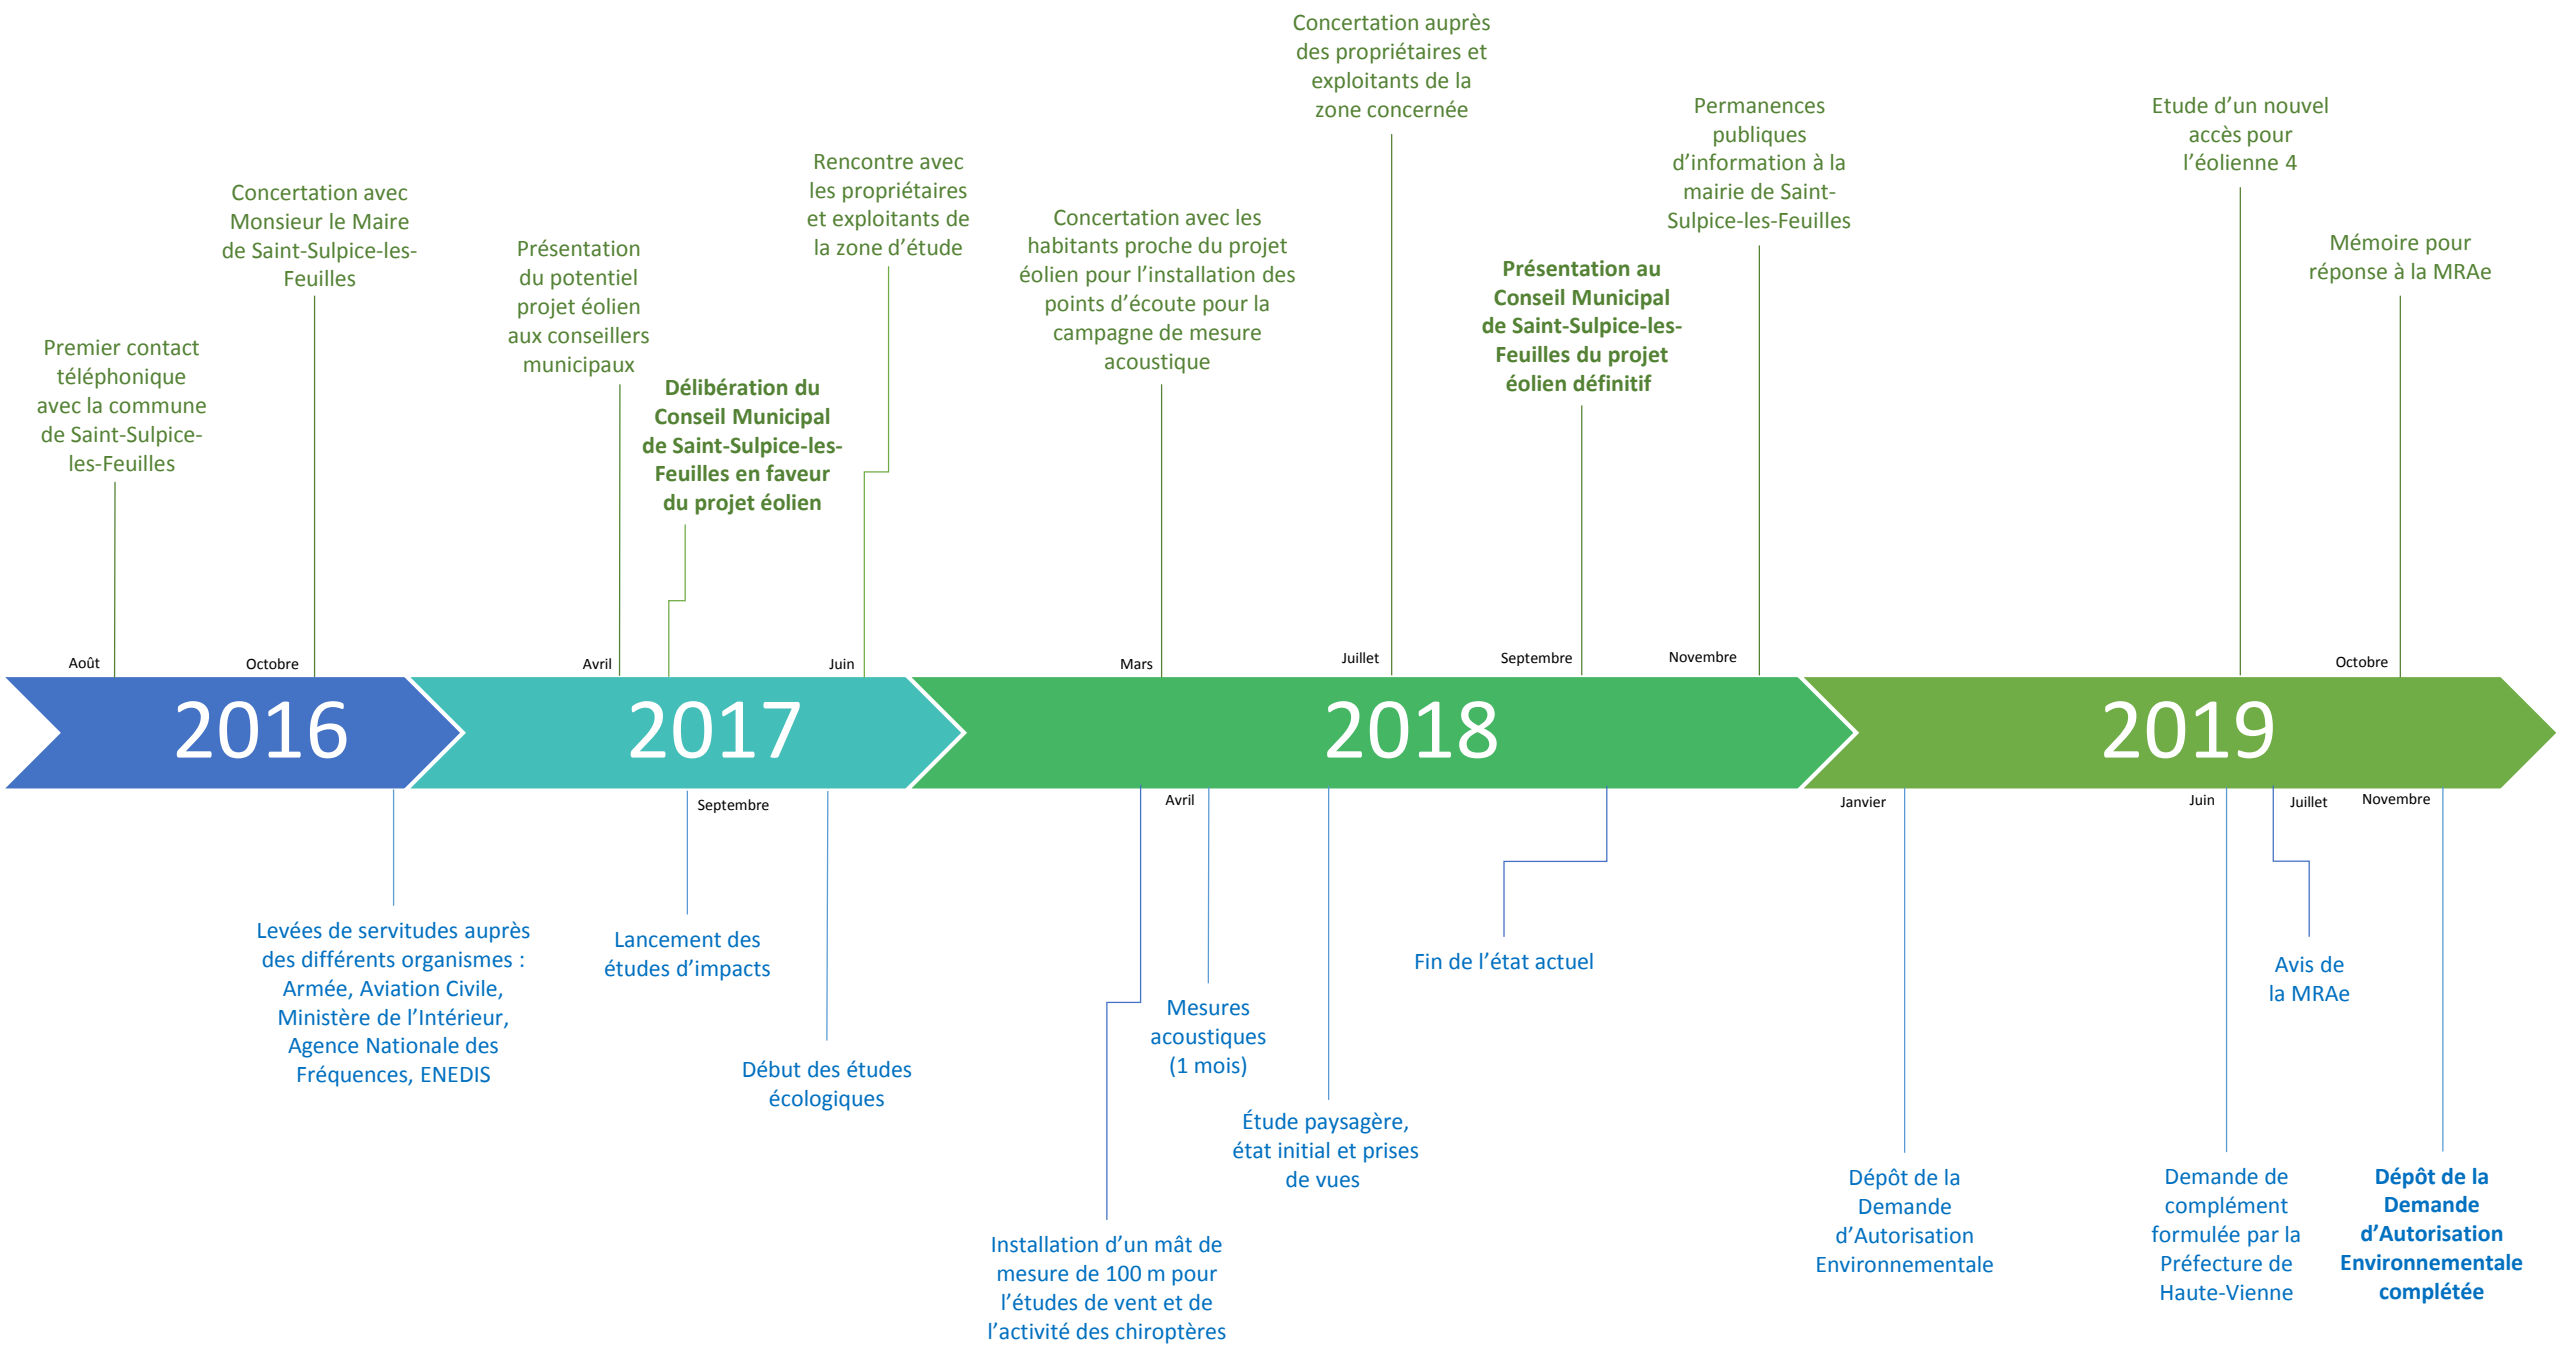 Premier contact
téléphonique
avec la commune
de Saint-Sulpice-
les-Feuilles
Concertation avec
Monsieur le Maire
de Saint-Sulpice-les-
Feuilles
Présentation
du potentiel
projet éolien
aux conseillers
municipaux
Délibération du
Conseil Municipal
de Saint-Sulpice-les-
Feuilles en faveur
du projet éolien
Rencontre avec
les propriétaires
et exploitants de
la zone d'étude
Concertation avec les
habitants proche du projet
éolien pour l'installation des
points d'écoute pour la
campagne de mesure
acoustique
Concertation auprès
des propriétaires et
exploitants de la
zone concernée
Présentation au
Conseil Municipal
de Saint-Sulpice-les-
Feuilles du projet
éolien définitif
Permanences
publiques
d'information à la
mairie de Saint-
Sulpice-les-Feuilles
Etude d'un nouvel
accès pour
l'éolienne 4
Mémoire pour
réponse à la MRAe
Août
Octobre
Avril
Juin
Mars
Juillet
Septembre
Novembre
Octobre
2016
2017
2018
2019
Septembre
Avril
Janvier
Juin
Juillet
Novembre
Levées de servitudes auprès
des différents organismes :
Armée, Aviation Civile,
Ministère de l'Intérieur,
Agence Nationale des
Fréquences, ENEDIS
Lancement des
études d'impacts
Début des études
écologiques
Installation d'un mât de
mesure de 100 m pour
l'études de vent et de
l'activité des chiroptères
Mesures
acoustiques
(1 mois)
Étude paysagère,
état initial et prises
de vues
Fin de l'état actuel
Dépôt de la
Demande
d'Autorisation
Environnementale
Demande de
complément
formulée par la
Préfecture de
Haute-Vienne
Avis de
la MRAe
Dépôt de la
Demande
d'Autorisation
Environnementale
complétée